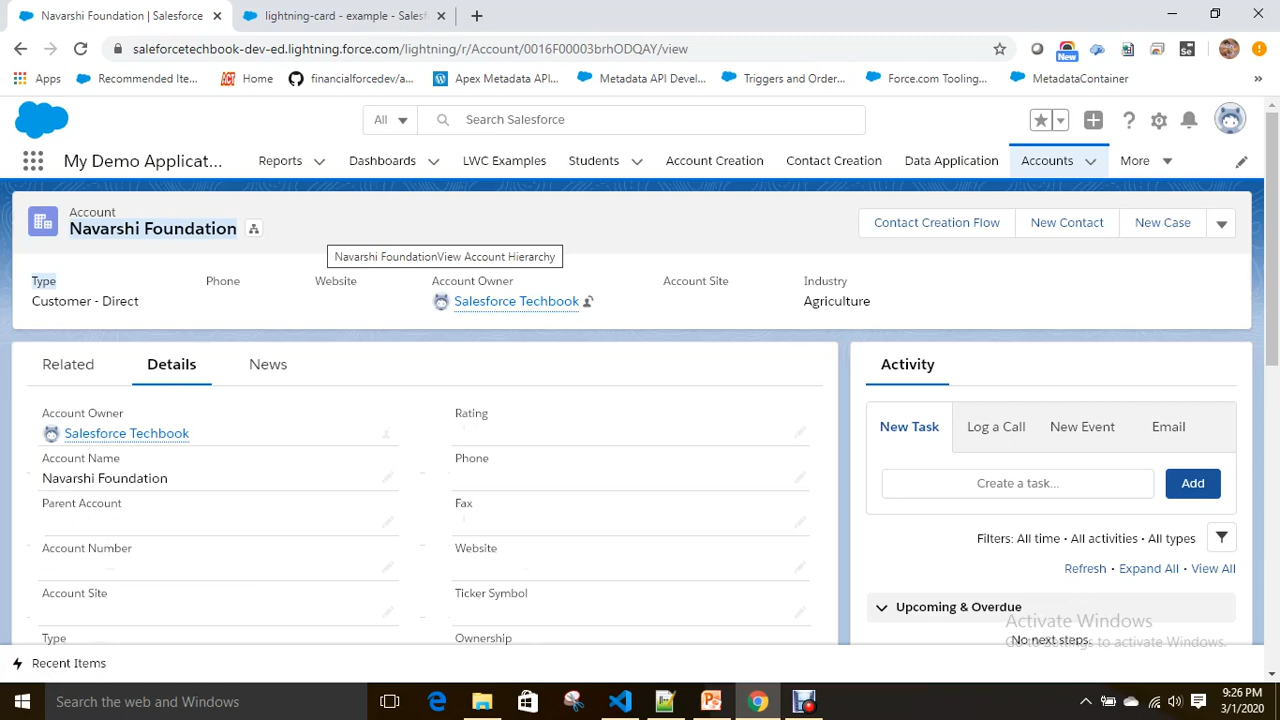 Navarshi Foundation | Salesforce
lightning-card - example - Salesf
saleforcetechbook-dev-ed.lightning.force.com/lightning/r/Account/0016F00003brhODQAY/view
New
Se
Apps
Recommended Ite...
ACT Home
financialforcedev/a...
Apex Metadata API...
Metadata API Devel...
Triggers and Order...
Force.com Tooling...
MetadataContainer
»
All
Search Salesforce
My Demo Applicat...
Reports
Dashboards
LWC Examples
Students
Account Creation
Contact Creation
Data Application
Accounts
More
Account
Navarshi Foundation
Contact Creation Flow
New Contact
New Case
Navarshi FoundationView Account Hierarchy
Type
Phone
Website
Account Owner
Account Site
Industry
Customer - Direct
Salesforce Techbook
Agriculture
Related
Details
News
Account Owner
Salesforce Techbook
Rating
Account Name
Navarshi Foundation
Phone
Parent Account
Fax
Account Number
Website
Account Site
Ticker Symbol
Type
Ownership
Activity
New Task
Log a Call
New Event
Email
Create a task...
Add
Filters: All time • All activities • All types
Refresh • Expand All • View All
Upcoming & Overdue
No next steps.
Activate Windows
Go to Settings to activate Windows.
Recent Items
Search the web and Windows
9:26 PM
3/1/2020